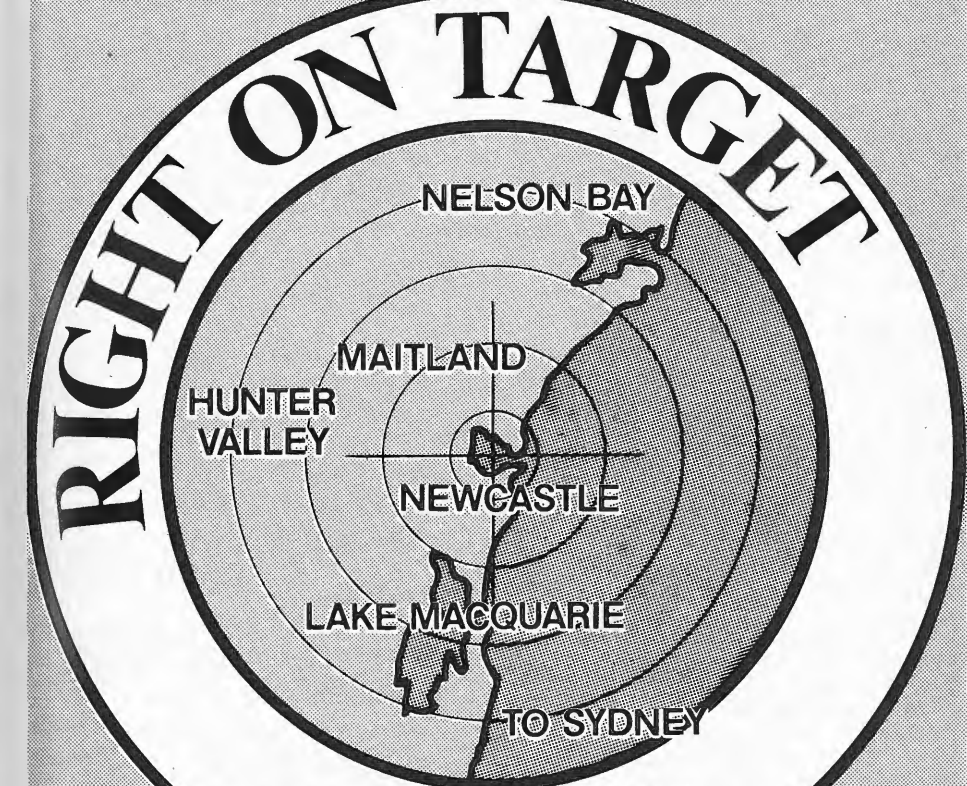 RIGHT ON TARGET
NELSON BAY
MAITLAND
HUNTER
VALLEY
NEWCASTLE
LAKE MACQUARIE
TO SYDNEY